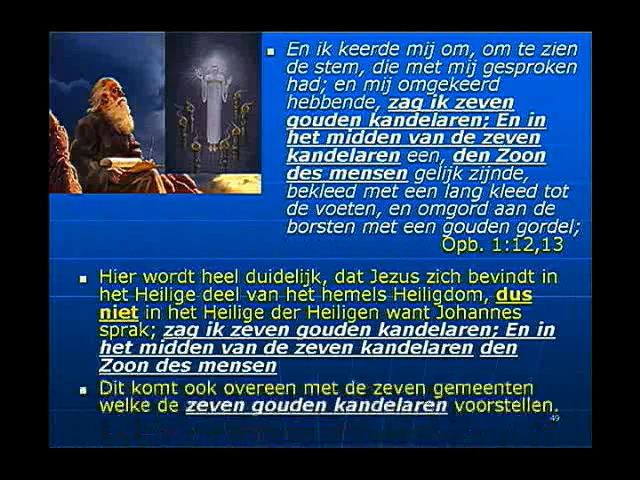 En ik keerde mij om, om te zien
de stem, die met mij gesproken
had; en mij omgekeerd
hebbende, zag ik zeven
gouden kandelaren; En in
het midden van de zeven
kandelaren een, den Zoon
des mensen gelijk zijnde,
bekleed met een lang kleed tot
de voeten, en omgord aan de
borsten met een gouden gordel;
Opb. 1:12,13
Hier wordt heel duidelijk, dat Jezus zich bevindt in
het Heilige deel van het hemels Heiligdom, dus
niet in het Heilige der Heiligen want Johannes
sprak; zag ik zeven gouden kandelaren; En in
het midden van de zeven kandelaren den
Zoon des mensen
Dit komt ook overeen met de zeven gemeenten
welke de zeven gouden kandelaren voorstellen.
49